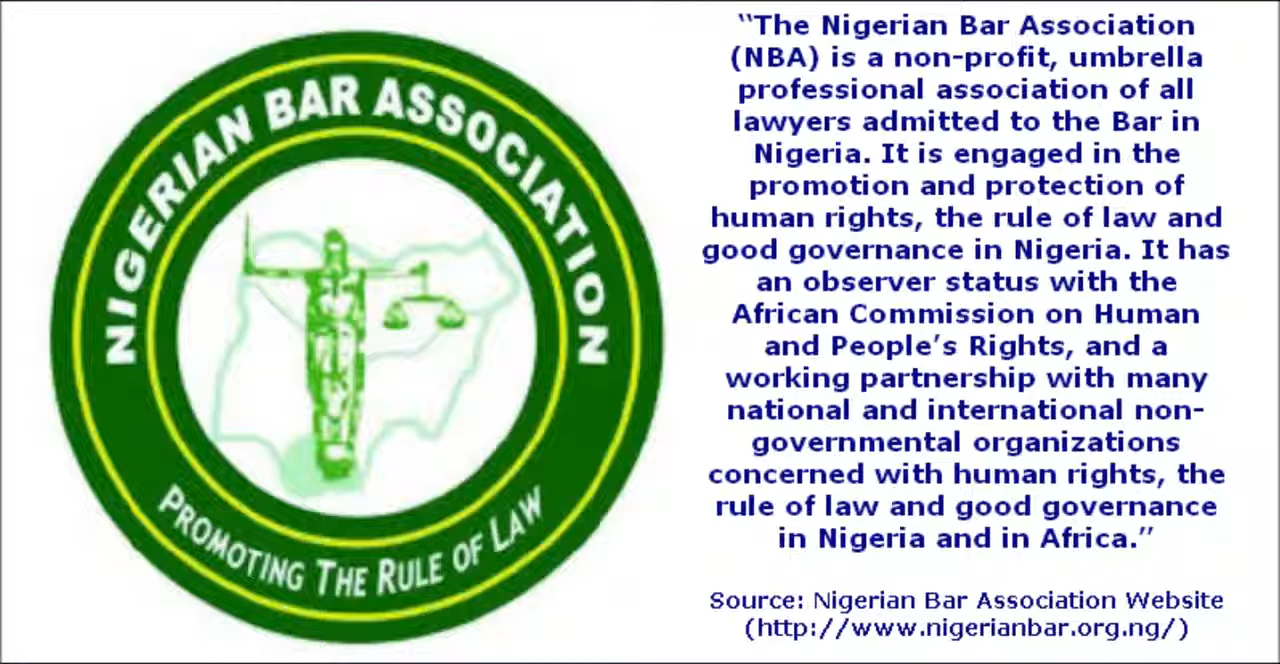 NIGERIAN BAR ASSOCIATION
PROMOTING THE RULE OF LAW
“The Nigerian Bar Association
(NBA) is a non-profit, umbrella
professional association of all
lawyers admitted to the Bar in
Nigeria. It is engaged in the
promotion and protection of
human rights, the rule of law and
good governance in Nigeria. It has
an observer status with the
African Commission on Human
and People’s Rights, and a
working partnership with many
national and international non-
governmental organizations
concerned with human rights, the
rule of law and good governance
in Nigeria and in Africa.”
Source: Nigerian Bar Association Website
(http://www.nigerianbar.org.ng/)